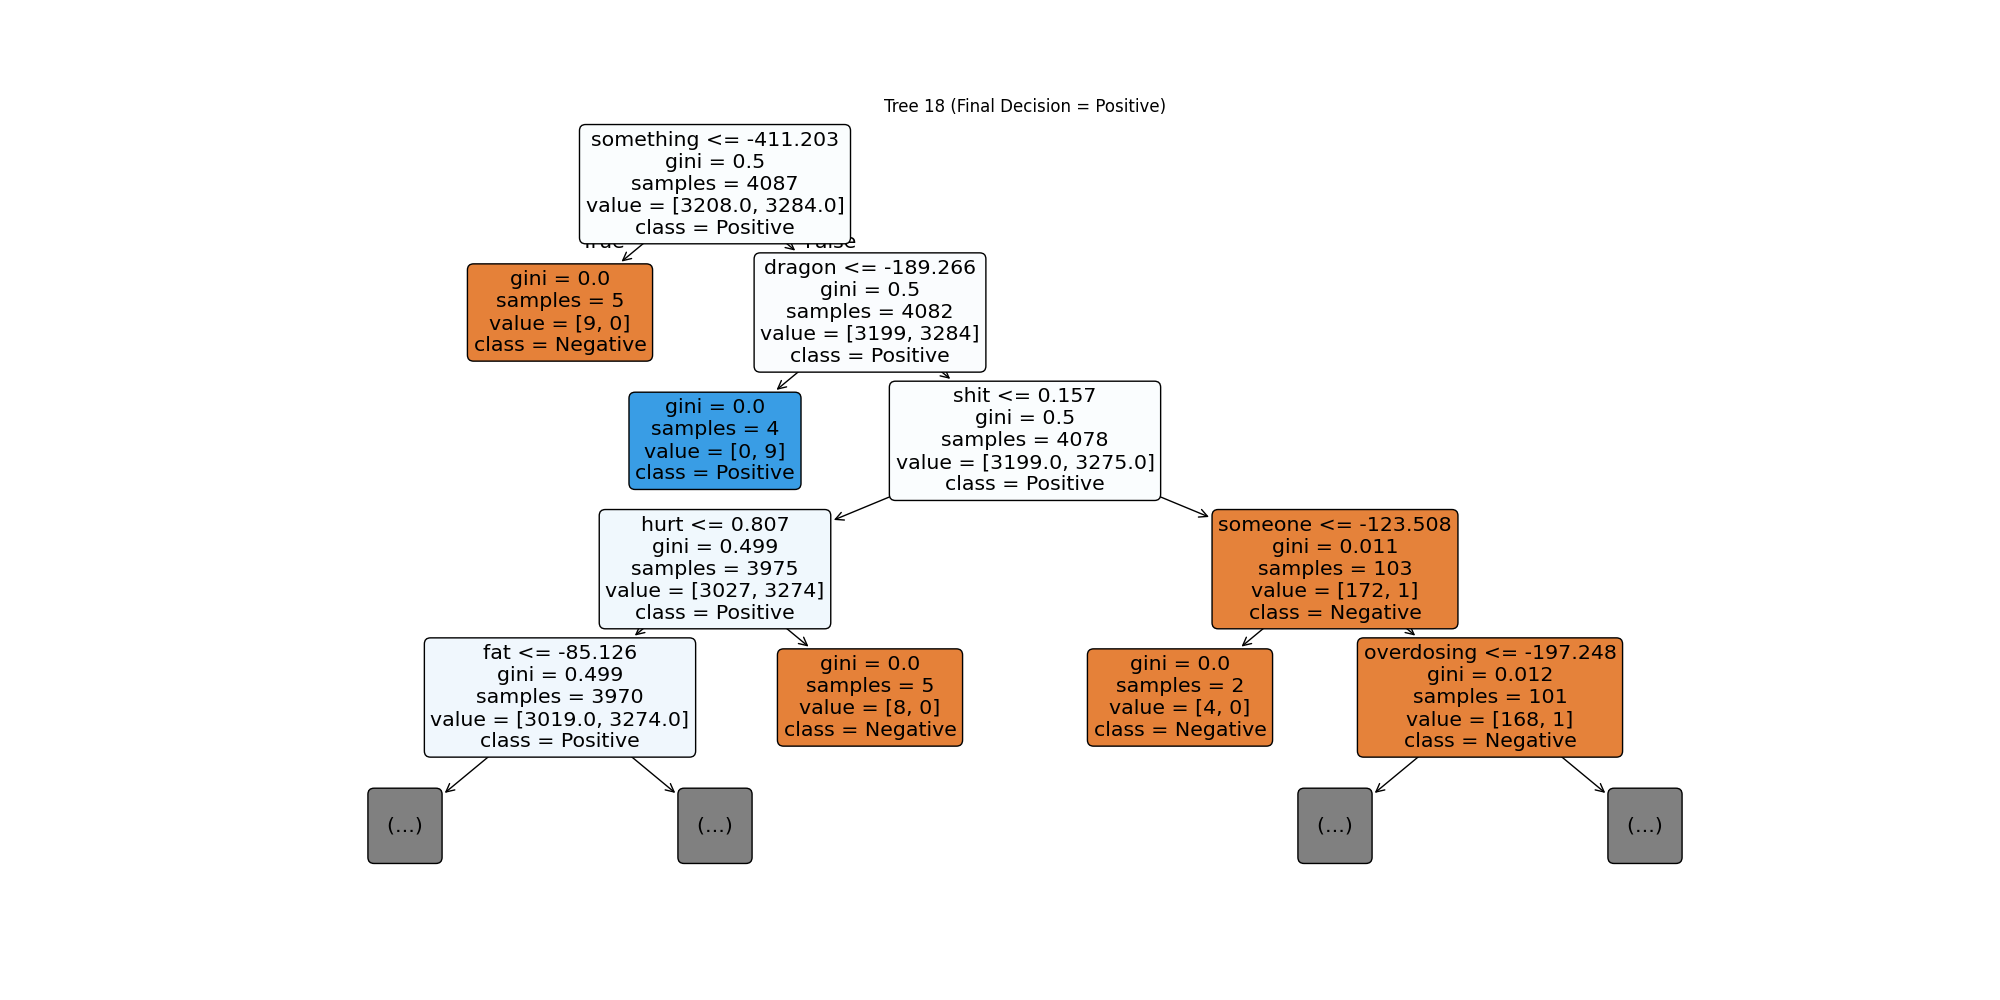 Tree 18 (Final Decision = Positive)
something <= -411.203
gini = 0.5
samples = 4087
value = [3208.0, 3284.0]
class = Positive
gini = 0.0
samples = 5
value = [9, 0]
class = Negative
dragon <= -189.266
gini = 0.5
samples = 4082
value = [3199, 3284]
class = Positive
gini = 0.0
samples = 4
value = [0, 9]
class = Positive
shit <= 0.157
gini = 0.5
samples = 4078
value = [3199.0, 3275.0]
class = Positive
hurt <= 0.807
gini = 0.499
samples = 3975
value = [3027, 3274]
class = Positive
someone <= -123.508
gini = 0.011
samples = 103
value = [172, 1]
class = Negative
fat <= -85.126
gini = 0.499
samples = 3970
value = [3019.0, 3274.0]
class = Positive
gini = 0.0
samples = 5
value = [8, 0]
class = Negative
gini = 0.0
samples = 2
value = [4, 0]
class = Negative
overdosing <= -197.248
gini = 0.012
samples = 101
value = [168, 1]
class = Negative
(...)
(...)
(...)
(...)